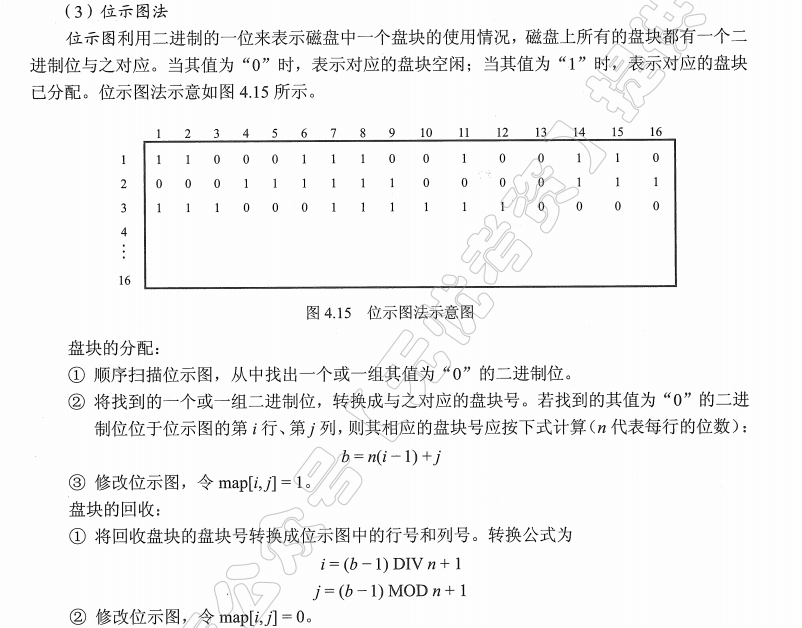 （3）位示图法
位示图利用二进制的一位来表示磁盘中一个盘块的使用情况，磁盘上所有的盘块都有一个二
进制位与之对应。当其值为“0”时，表示对应的盘块空闲；当其值为“1”时，表示对应的盘块
已分配。位示图法示意如图 4.15 所示。
1 2 3 4 5 6 7 8 9 10 11 12 13 14 15 16
1 1 1 0 0 0 1 1 1 0 0 1 0 0 1 1 0
2 0 0 0 1 1 1 1 1 1 0 0 0 0 1 1 1
3 1 1 1 0 0 0 1 1 1 1 1 1 0 0 0 0
4
⋮
16
图 4.15 位示图法示意图
盘块的分配：
① 顺序扫描位示图，从中找出一个或一组其值为“0”的二进制位。
② 将找到的一个或一组二进制位，转换成与之对应的盘块号。若找到的其值为“0”的二进
制位位于位示图的第 i 行、第 j 列，则其相应的盘块号应按下式计算（n 代表每行的位数）：
b = n(i − 1) + j
③ 修改位示图，令 map[i, j] = 1。
盘块的回收：
① 将回收盘块的盘块号转换成位示图中的行号和列号。转换公式为
i = (b − 1) DIV n + 1
j = (b − 1) MOD n + 1
② 修改位示图，令 map[i, j] = 0。
公众号【无忧考资】提供